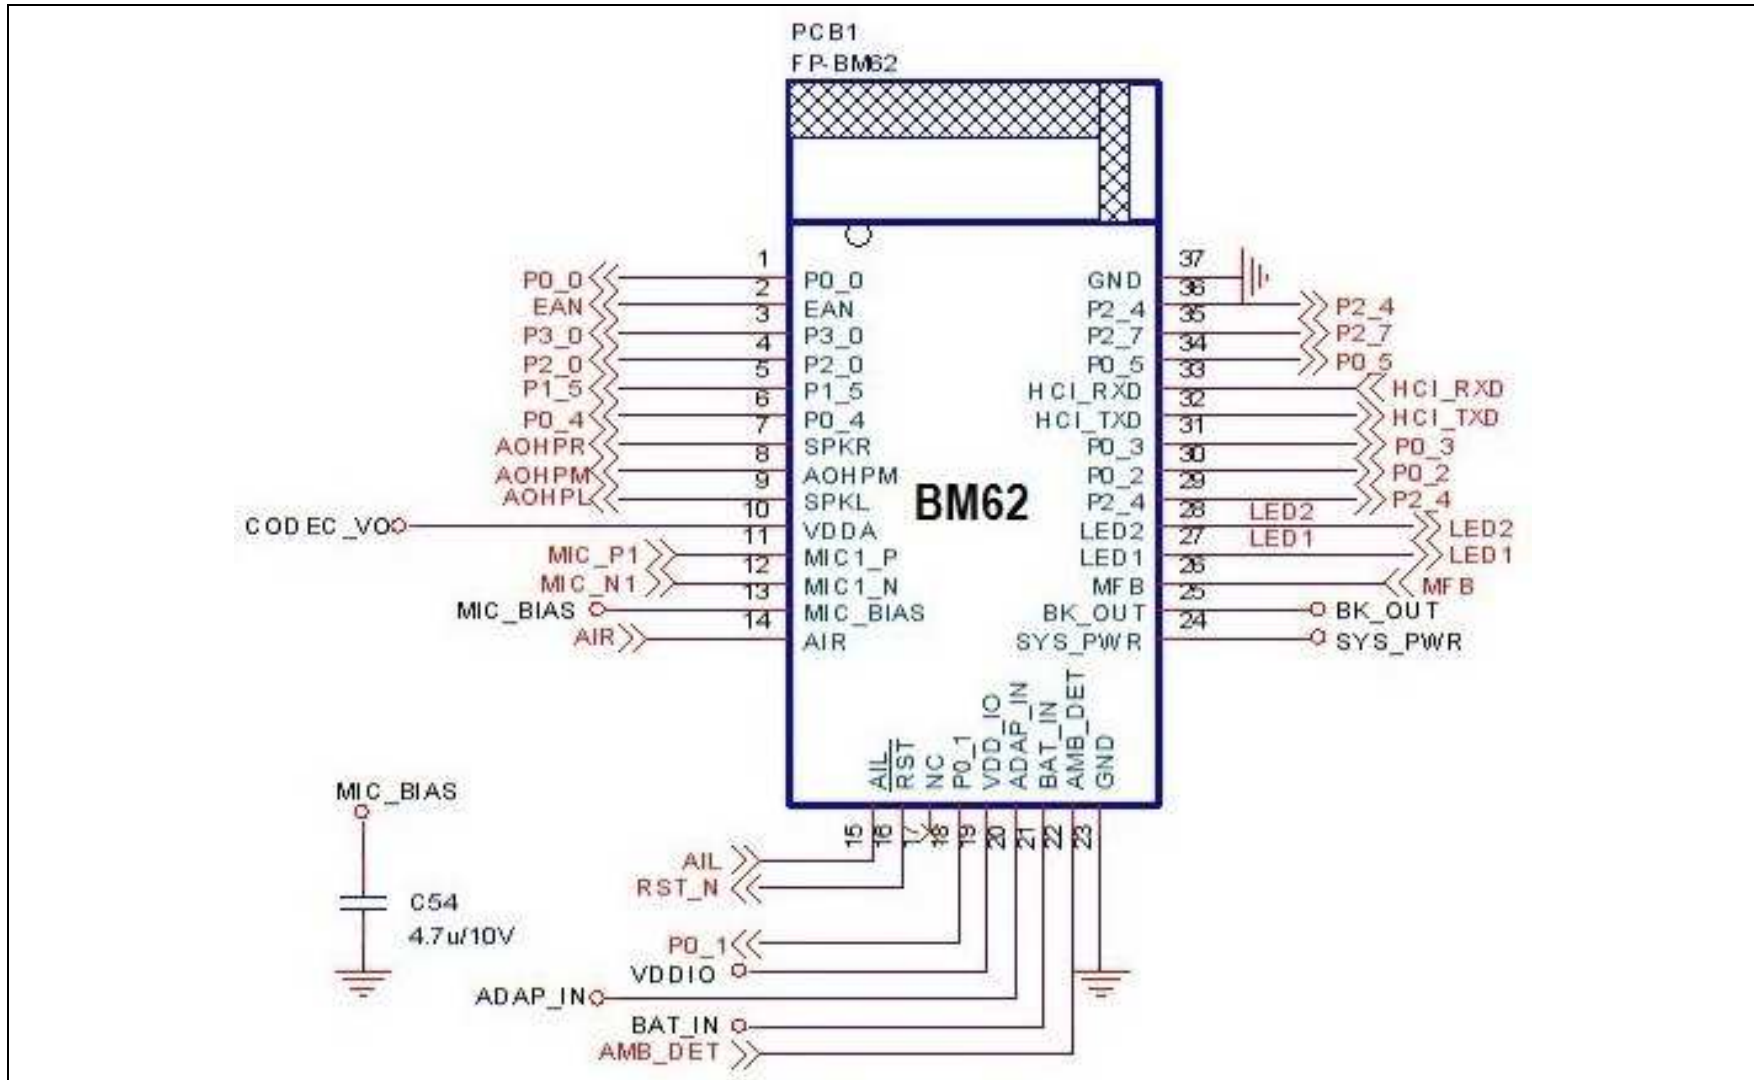 PCB1
FP-BM62
1
P0_0 P0_0
2
EAN EAN
3
P3_0 P3_0
4
P2_0 P2_0
5
P1_5 P1_5
6
P0_4 P0_4
7
AOHPR SPKR
8
AOHPM AOHPM
9
AOHPL SPKL
10
CODEC_VO VDDA
11
MIC_P1 MIC1_P
12
MIC_N1 MIC1_N
13
MIC_BIAS MIC_BIAS
14
AIR AIR
BM62
37
GND
36
P2_4 P2_4
35
P2_7 P2_7
34
P0_5 P0_5
33
HCI_RXD HCI_RXD
32
HCI_TXD HCI_TXD
31
P0_3 P0_3
30
P0_2 P0_2
29
P2_4 P2_4
28 LED2
LED2 LED2
27 LED1
LED1 LED1
26
MFB MFB
25
BK_OUT BK_OUT
24
SYS_PWR SYS_PWR
AIL
RST
NC
P0_1
VDD_IO
ADAP_IN
BAT_IN
AMB_DET
GND
15
16
17
18
19
20
21
22
23
AIL
RST_N
P0_1
VDDIO
ADAP_IN
BAT_IN
AMB_DET
MIC_BIAS
C54
4.7u/10V